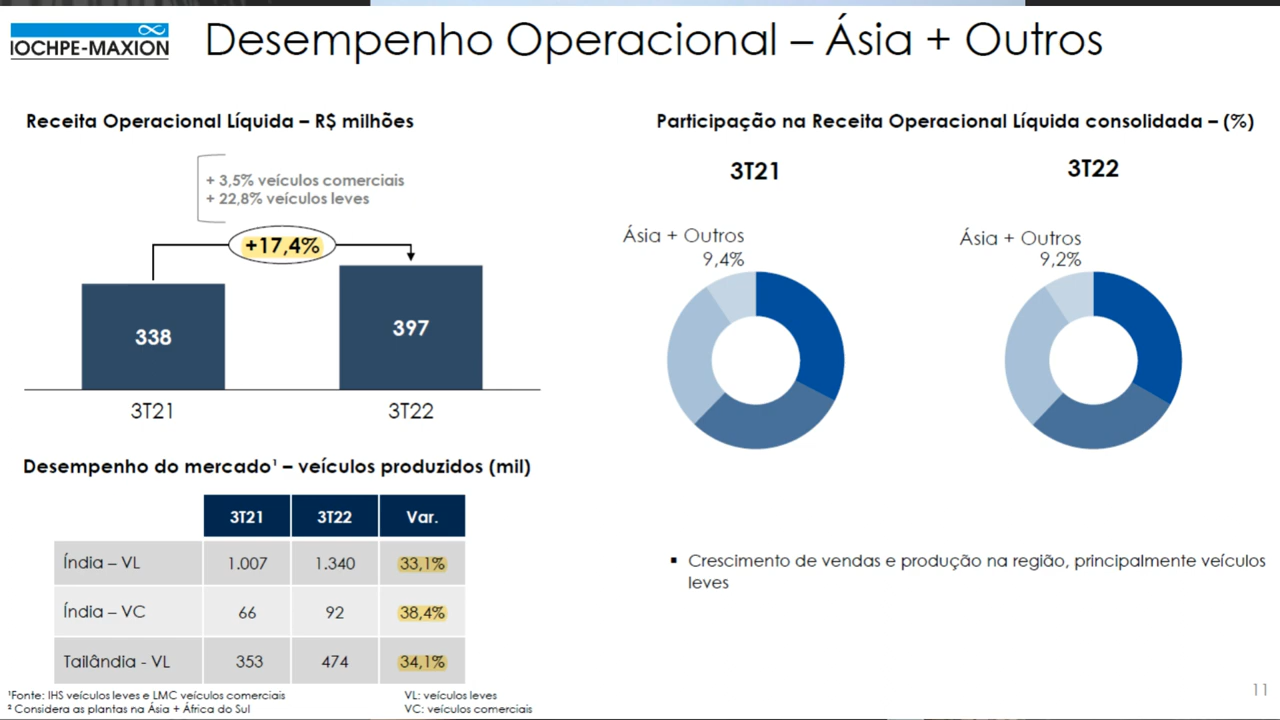 IOCHPE-MAXION
Desempenho Operacional – Ásia + Outros
Receita Operacional Líquida – R$ milhões
+ 3,5% veículos comerciais
+ 22,8% veículos leves
+17,4%
338
397
3T21
3T22
Participação na Receita Operacional Líquida consolidada – (%)
3T21
3T22
Ásia + Outros
9,4%
Ásia + Outros
9,2%
Desempenho do mercado¹ – veículos produzidos (mil)
3T21 3T22 Var.
Índia – VL 1.007 1.340 33,1%
Índia – VC 66 92 38,4%
Tailândia - VL 353 474 34,1%
▪ Crescimento de vendas e produção na região, principalmente veículos
leves
¹Fonte: IHS veículos leves e LMC veículos comerciais
² Considera as plantas na Ásia + África do Sul
VL: veículos leves
VC: veículos comerciais
11